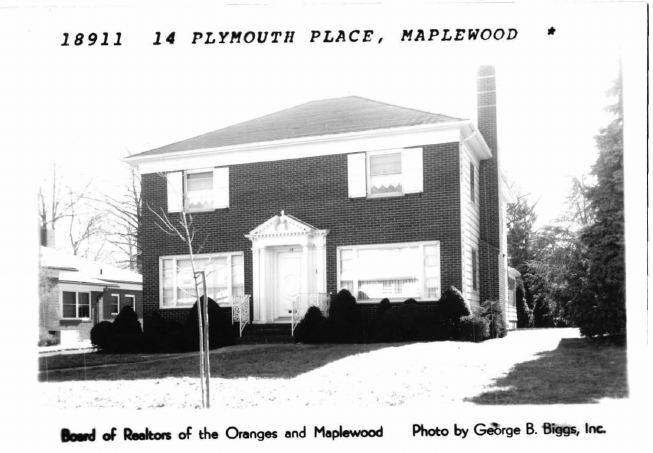 18911 14 PLYMOUTH PLACE, MAPLEWOOD *
Board of Realtors of the Oranges and Maplewood Photo by George B. Biggs, Inc.